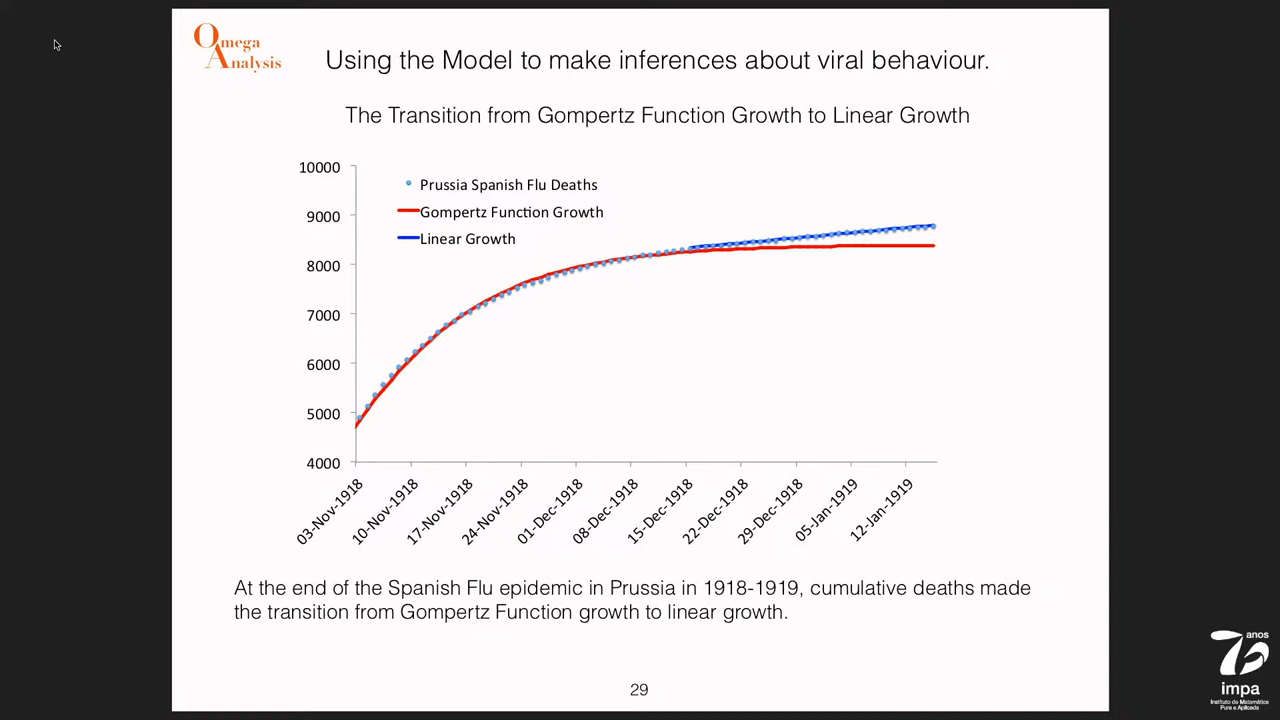 Omega
Analysis
Using the Model to make inferences about viral behaviour.
The Transition from Gompertz Function Growth to Linear Growth
10000
9000
8000
7000
6000
5000
4000
Prussia Spanish Flu Deaths
Gompertz Function Growth
Linear Growth
03-Nov-1918
10-Nov-1918
17-Nov-1918
24-Nov-1918
01-Dec-1918
08-Dec-1918
15-Dec-1918
22-Dec-1918
29-Dec-1918
05-Jan-1919
12-Jan-1919
At the end of the Spanish Flu epidemic in Prussia in 1918-1919, cumulative deaths made
the transition from Gompertz Function growth to linear growth.
29
anos
impa
Instituto de Matemática
Pura e Aplicada